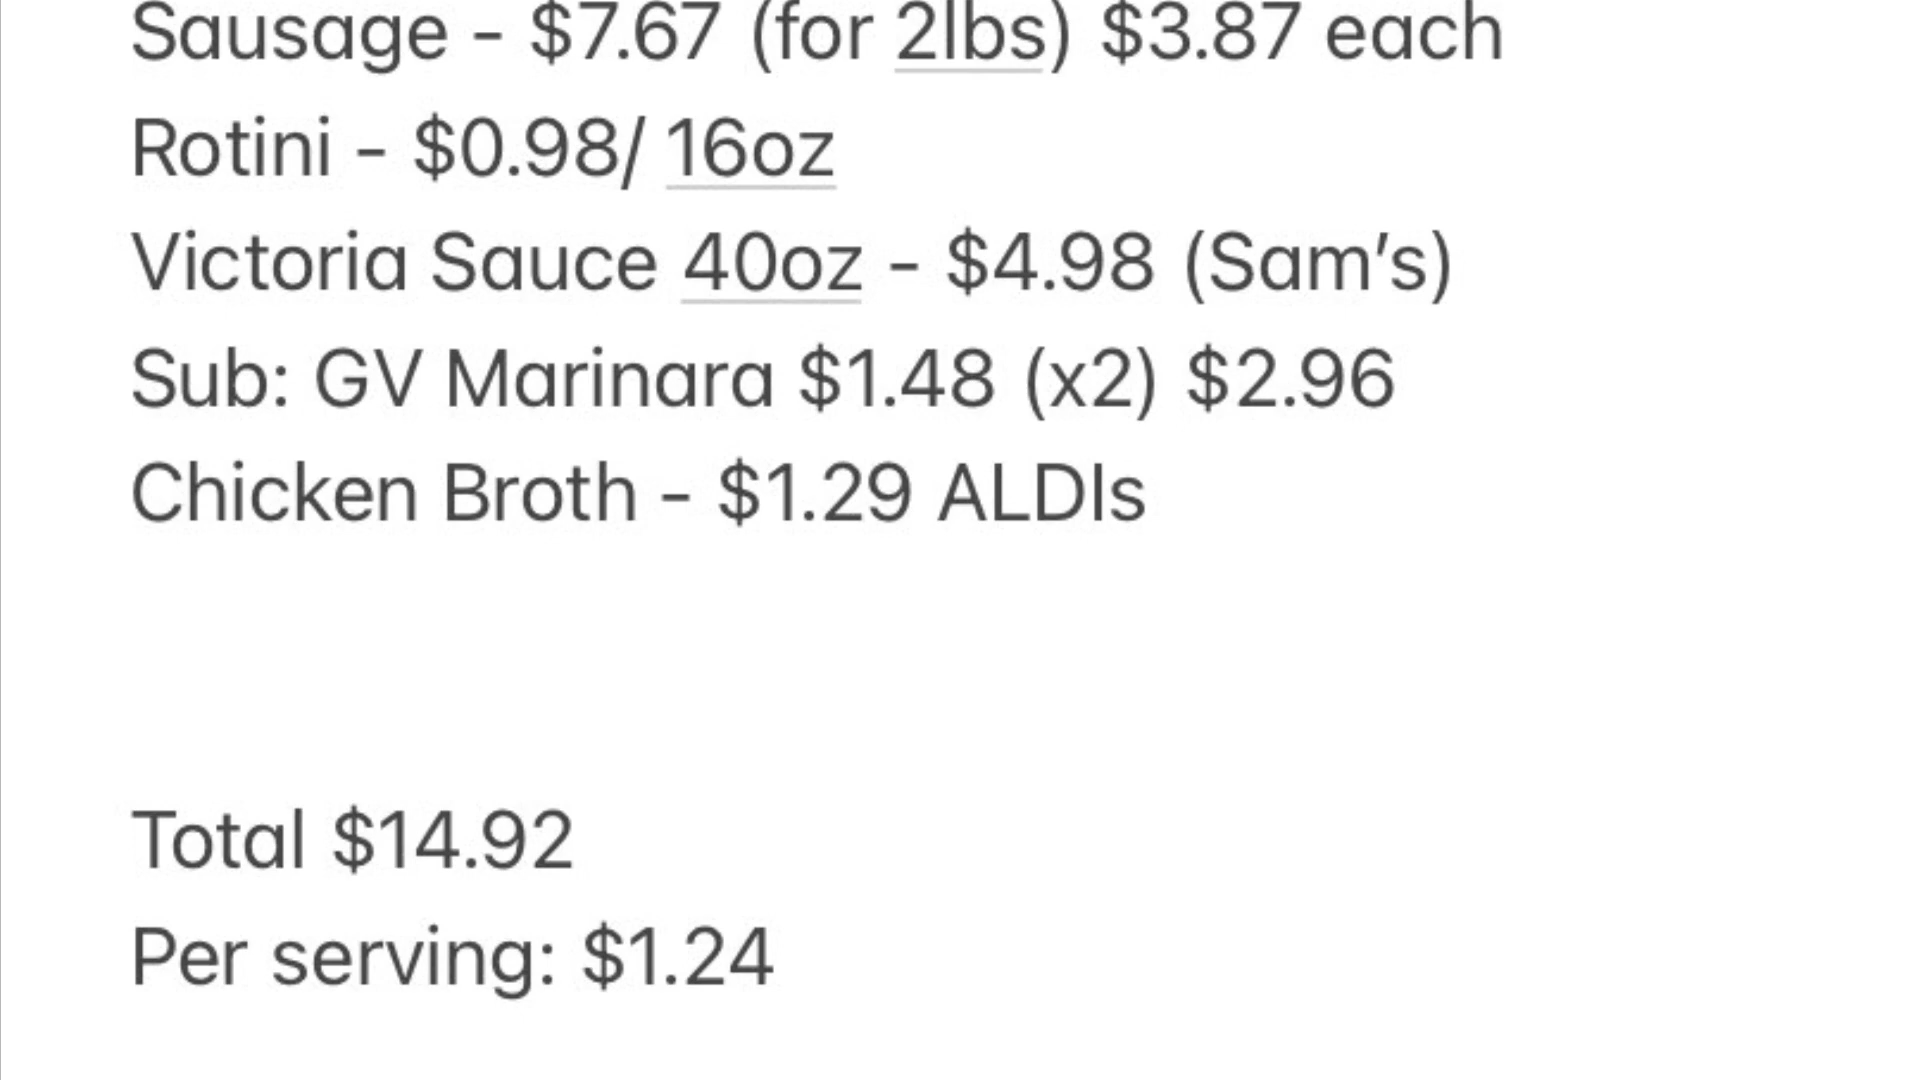 Sausage - $7.67 (for 2lbs) $3.87 each
Rotini - $0.98/ 16oz
Victoria Sauce 40oz - $4.98 (Sam’s)
Sub: GV Marinara $1.48 (x2) $2.96
Chicken Broth - $1.29 ALDIs
Total $14.92
Per serving: $1.24